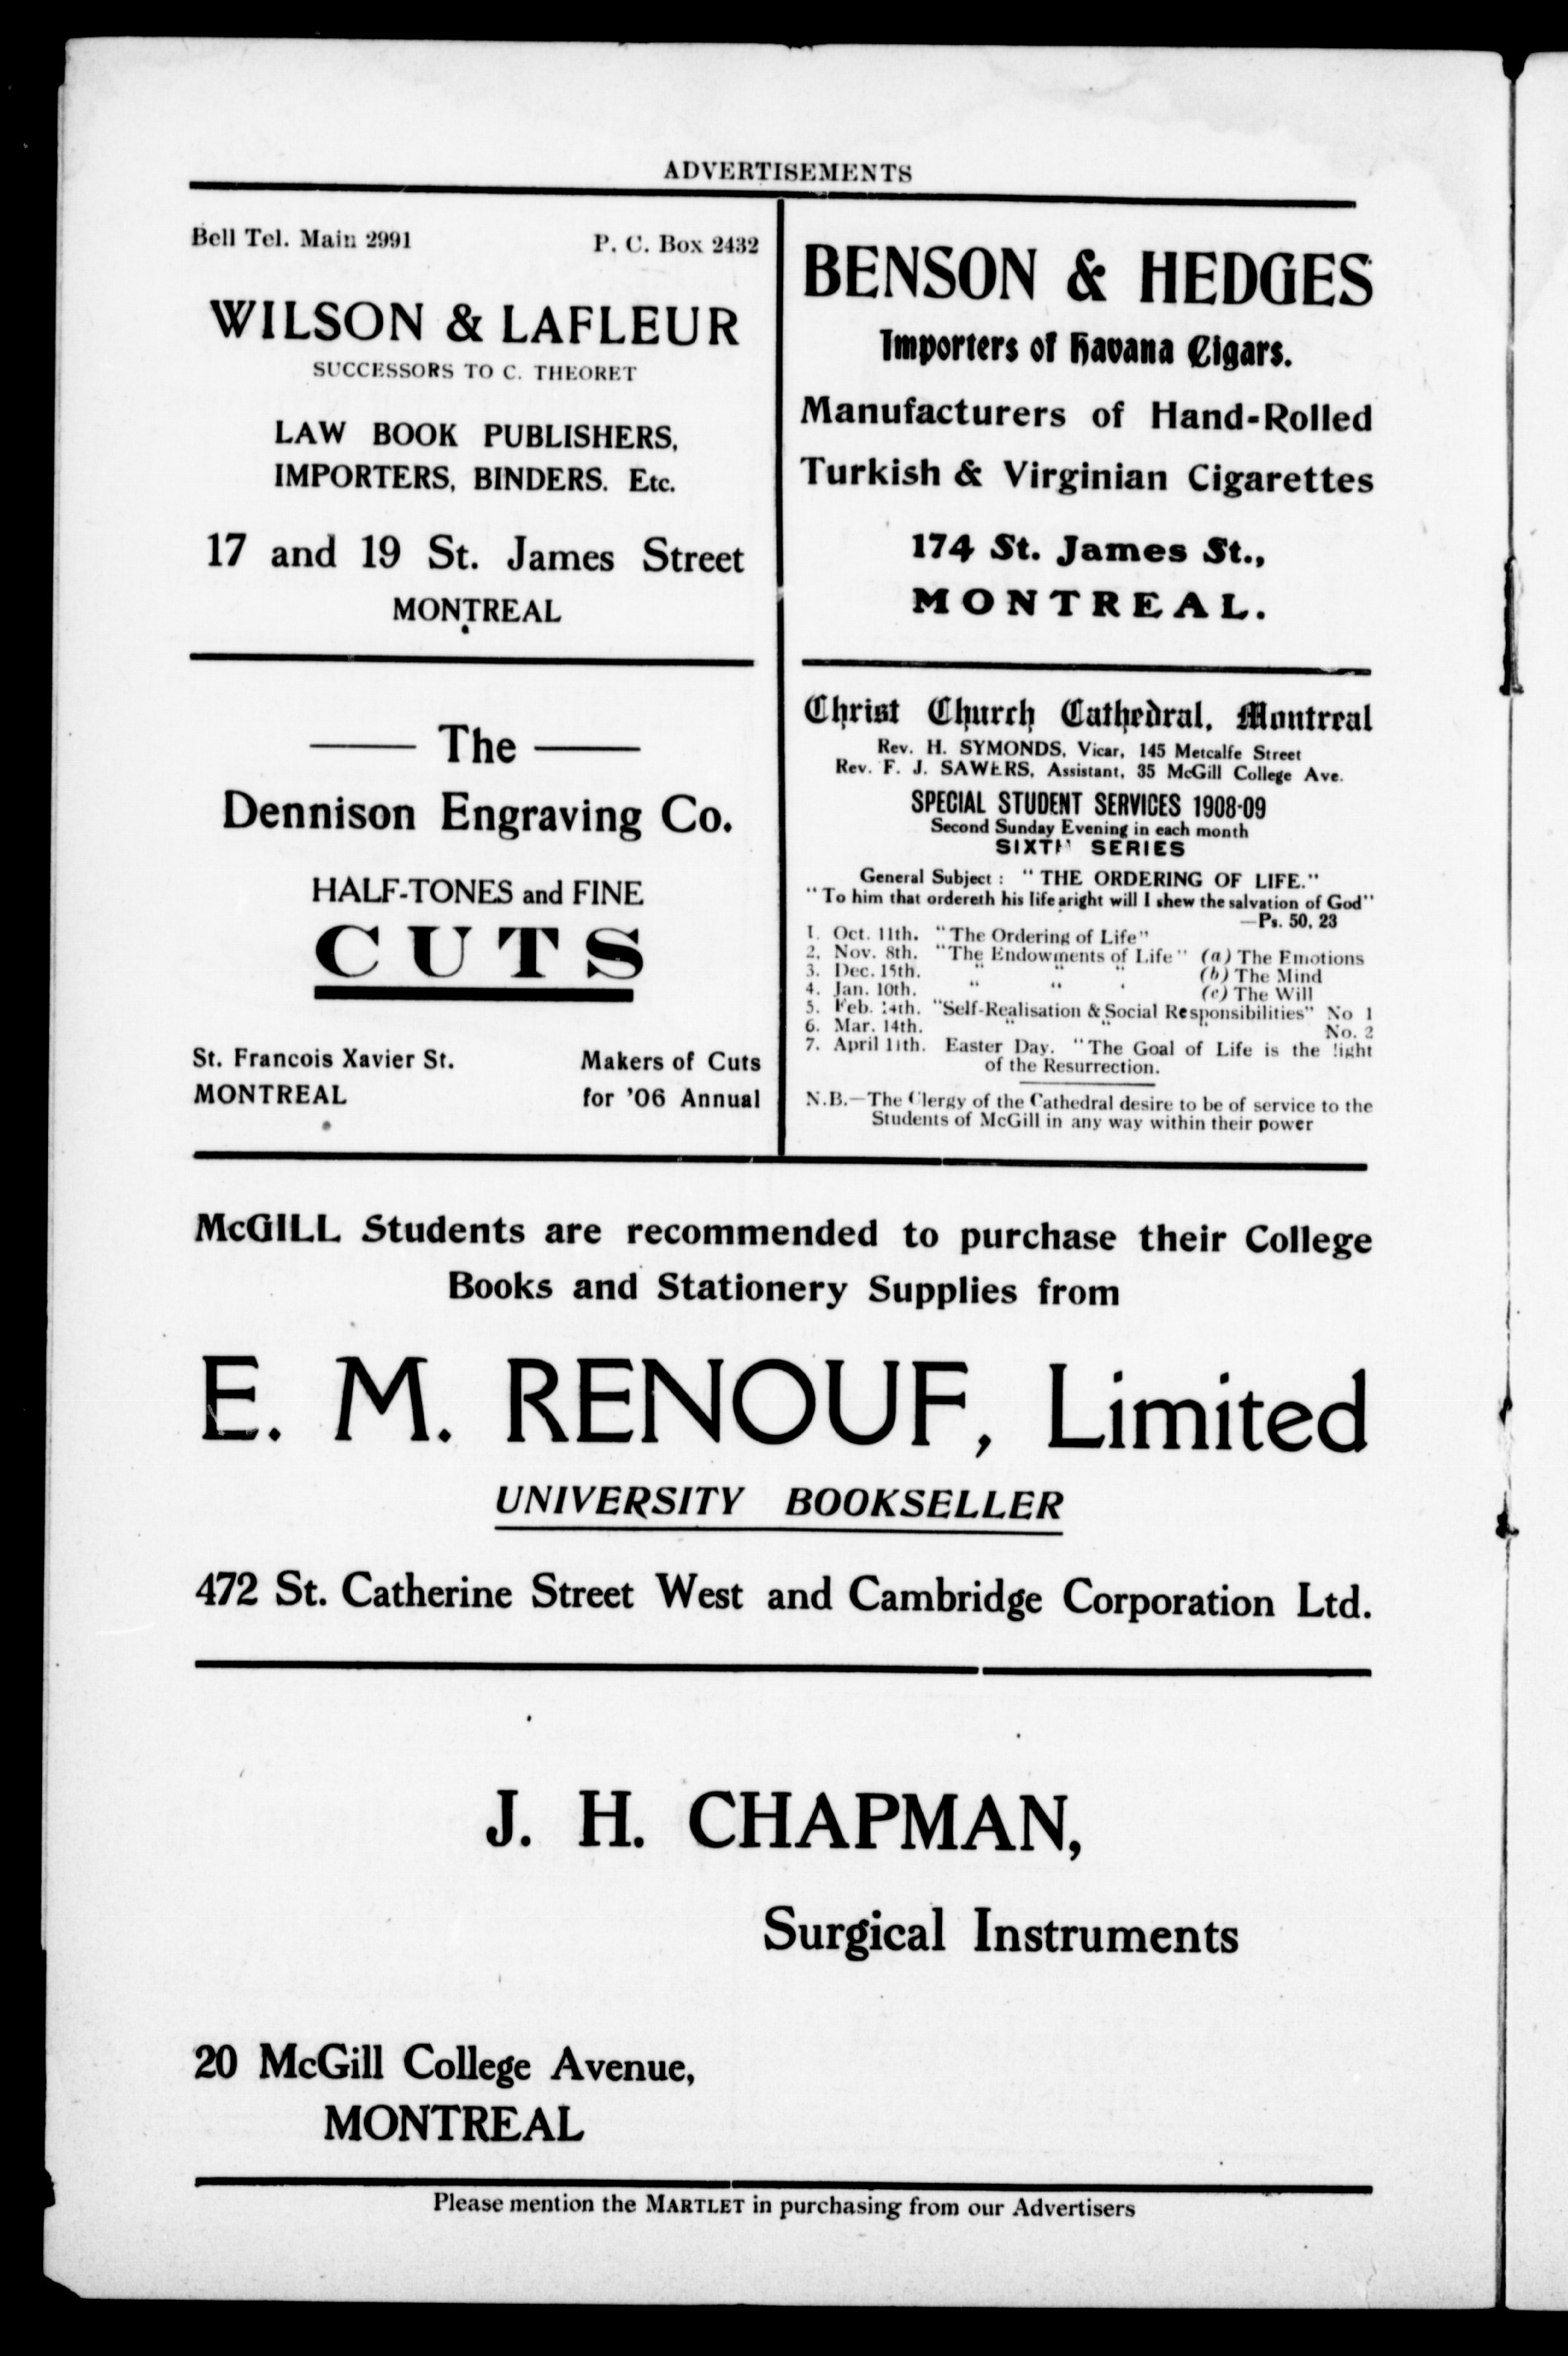 ADVERTISEMENTS
Bell Tel. Main 2991 P. C. Box 2432
WILSON & LAFLEUR
SUCCESSORS TO C. THEORET
LAW BOOK PUBLISHERS,
IMPORTERS, BINDERS. Etc.
17 and 19 St. James Street
MONTREAL
The
Dennison Engraving Co.
HALF-TONES and FINE
CUTS
St. Francois Xavier St. Makers of Cuts
MONTREAL for '06 Annual
BENSON & HEDGES
Importers of Havana Cigars.
Manufacturers of Hand-Rolled
Turkish & Virginian Cigarettes
174 St. James St.,
MONTREAL.
Christ Church Cathedral, Montreal
Rev. H. SYMONDS, Vicar, 145 Metcalfe Street
Rev. F. J. SAWERS, Assistant, 35 McGill College Ave.
SPECIAL STUDENT SERVICES 1908-09
Second Sunday Evening in each month
SIXTH SERIES
General Subject : "THE ORDERING OF LIFE."
"To him that ordereth his life aright will I shew the salvation of God"
—Ps. 50, 23
1. Oct. 11th. "The Ordering of Life"
2. Nov. 8th. "The Endowments of Life" (a) The Emotions
3. Dec. 15th. " " " (b) The Mind
4. Jan. 10th. " " " (c) The Will
5. Feb. 14th. "Self-Realisation & Social Responsibilities" No 1
6. Mar. 14th. " " " No. 2
7. April 11th. Easter Day. "The Goal of Life is the light
of the Resurrection.
N.B.—The Clergy of the Cathedral desire to be of service to the
Students of McGill in any way within their power
McGILL Students are recommended to purchase their College
Books and Stationery Supplies from
E. M. RENOUF, Limited
UNIVERSITY BOOKSELLER
472 St. Catherine Street West and Cambridge Corporation Ltd.
J. H. CHAPMAN,
Surgical Instruments
20 McGill College Avenue,
MONTREAL
Please mention the MARTLET in purchasing from our Advertisers